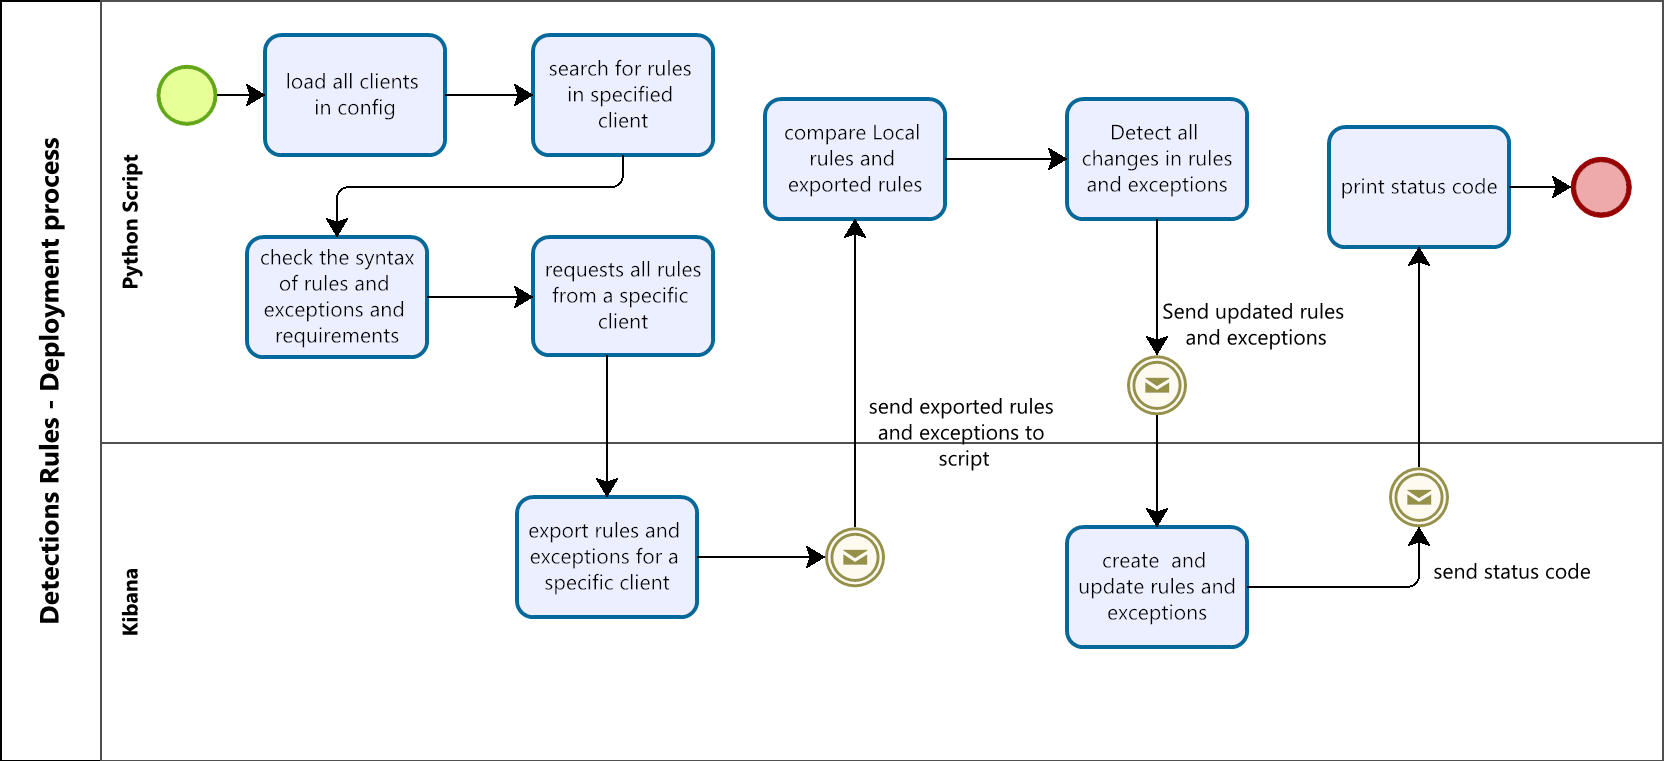 Detections Rules - Deployment process
Python Script
load all clients
in config
search for rules
in specified
client
check the syntax
of rules and
exceptions and
requirements
requests all rules
from a specific
client
export rules and
exceptions for a
specific client
send exported rules
and exceptions to
script
compare Local
rules and
exported rules
Detect all
changes in rules
and exceptions
Send updated rules
and exceptions
Kibana
create and
update rules and
exceptions
send status code
print status code